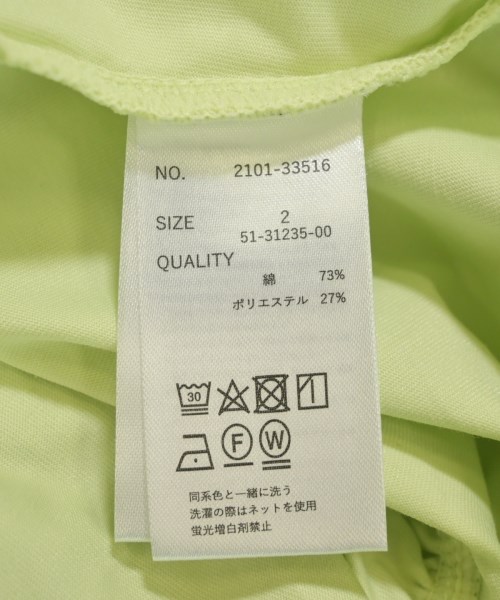 NO. 2101-33516
SIZE 2
51-31235-00
QUALITY
綿 73%
ポリエステル 27%
30
F W
同系色と一緒に洗う
洗濯の際はネットを使用
蛍光増白剤禁止